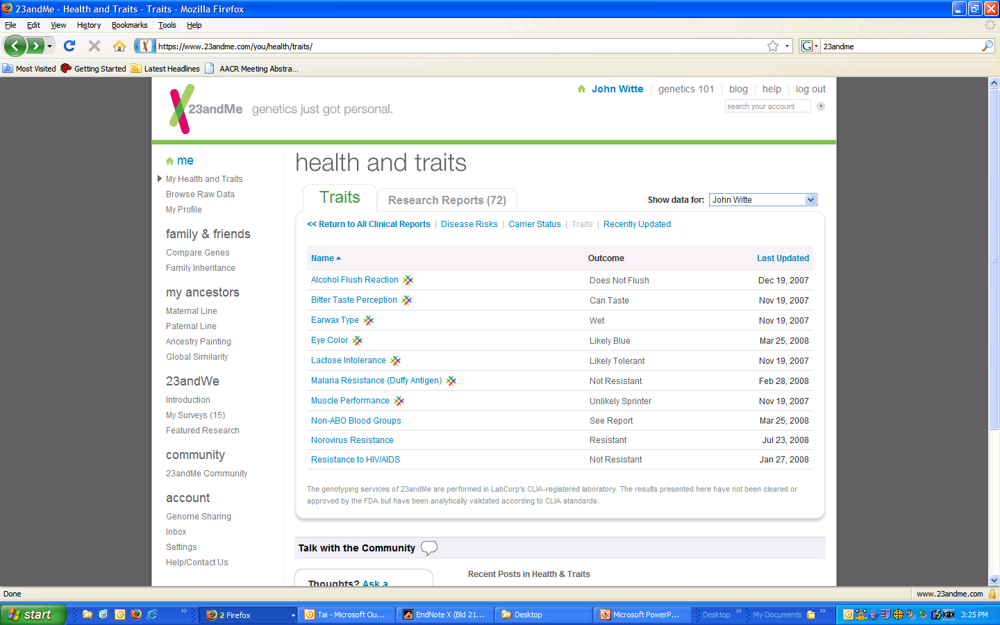 23andMe - Health and Traits - Traits - Mozilla Firefox
File Edit View History Bookmarks Tools Help
https://www.23andme.com/you/health/traits/
G 23andme
Most Visited Getting Started Latest Headlines AACR Meeting Abstra...
23andMe genetics just got personal.
John Witte | genetics 101 | blog | help | log out
search your account
me
My Health and Traits
Browse Raw Data
My Profile
family & friends
Compare Genes
Family Inheritance
my ancestors
Maternal Line
Paternal Line
Ancestry Painting
Global Similarity
23andWe
Introduction
My Surveys (15)
Featured Research
community
23andMe Community
account
Genome Sharing
Inbox
Settings
Help/Contact Us
health and traits
Traits Research Reports (72)
Show data for: John Witte
<< Return to All Clinical Reports | Disease Risks | Carrier Status | Traits | Recently Updated
Name Outcome Last Updated
Alcohol Flush Reaction Does Not Flush Dec 19, 2007
Bitter Taste Perception Can Taste Nov 19, 2007
Earwax Type Wet Nov 19, 2007
Eye Color Likely Blue Mar 25, 2008
Lactose Intolerance Likely Tolerant Nov 19, 2007
Malaria Resistance (Duffy Antigen) Not Resistant Feb 28, 2008
Muscle Performance Unlikely Sprinter Nov 19, 2007
Non-ABO Blood Groups See Report Mar 25, 2008
Norovirus Resistance Resistant Jul 23, 2008
Resistance to HIV/AIDS Not Resistant Jan 27, 2008
The genotyping services of 23andMe are performed in LabCorp's CLIA-registered laboratory. The results presented here have not been cleared or
approved by the FDA but have been analytically validated according to CLIA standards.
Talk with the Community
Thoughts? Ask a
Recent Posts in Health & Traits
Done www.23andme.com
start 2 Firefox Tai - Microsoft Ou... EndNote X (Bld 21... Desktop Microsoft PowerP... Desktop My Documents 3:25 PM